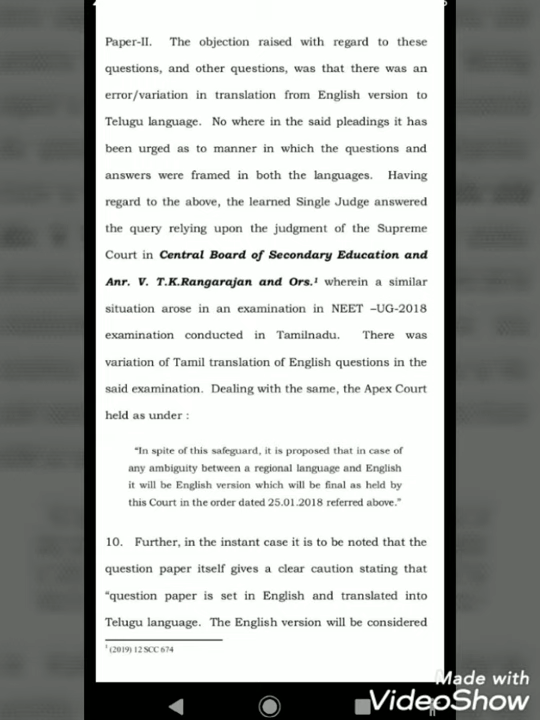 Paper-II. The objection raised with regard to these
questions, and other questions, was that there was an
error/variation in translation from English version to
Telugu language. No where in the said pleadings it has
been urged as to manner in which the questions and
answers were framed in both the languages. Having
regard to the above, the learned Single Judge answered
the query relying upon the judgment of the Supreme
Court in Central Board of Secondary Education and
Anr. V. T.K.Rangarajan and Ors.¹ wherein a similar
situation arose in an examination in NEET –UG-2018
examination conducted in Tamilnadu. There was
variation of Tamil translation of English questions in the
said examination. Dealing with the same, the Apex Court
held as under :
“In spite of this safeguard, it is proposed that in case of
any ambiguity between a regional language and English
it will be English version which will be final as held by
this Court in the order dated 25.01.2018 referred above.”
10. Further, in the instant case it is to be noted that the
question paper itself gives a clear caution stating that
“question paper is set in English and translated into
Telugu language. The English version will be considered
¹ (2019) 12 SCC 674
Made with
VideoShow